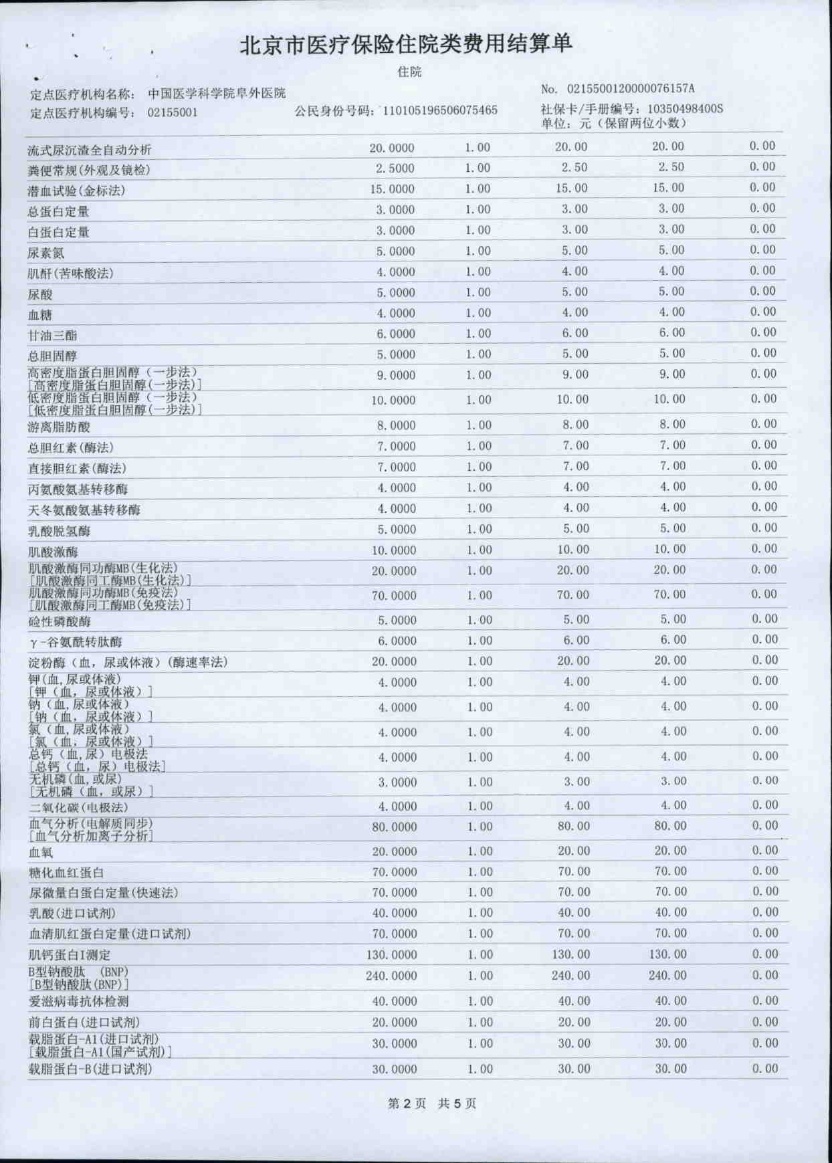 北京市医疗保险住院类费用结算单
住院
定点医疗机构名称： 中国医学科学院阜外医院 No. 0215500120000076157A
定点医疗机构编号： 02155001 公民身份号码：110105196506075465 社保卡/手册编号：10350498400S
单位：元（保留两位小数）
流式尿沉渣全自动分析 20.0000 1.00 20.00 20.00 0.00
粪便常规(外观及镜检) 2.5000 1.00 2.50 2.50 0.00
潜血试验(金标法) 15.0000 1.00 15.00 15.00 0.00
总蛋白定量 3.0000 1.00 3.00 3.00 0.00
白蛋白定量 3.0000 1.00 3.00 3.00 0.00
尿素氮 5.0000 1.00 5.00 5.00 0.00
肌酐(苦味酸法) 4.0000 1.00 4.00 4.00 0.00
尿酸 5.0000 1.00 5.00 5.00 0.00
血糖 4.0000 1.00 4.00 4.00 0.00
甘油三酯 6.0000 1.00 6.00 6.00 0.00
总胆固醇 5.0000 1.00 5.00 5.00 0.00
高密度脂蛋白胆固醇（一步法）
[高密度脂蛋白胆固醇(一步法)] 9.0000 1.00 9.00 9.00 0.00
低密度脂蛋白胆固醇（一步法）
[低密度脂蛋白胆固醇(一步法)] 10.0000 1.00 10.00 10.00 0.00
游离脂肪酸 8.0000 1.00 8.00 8.00 0.00
总胆红素(酶法) 7.0000 1.00 7.00 7.00 0.00
直接胆红素(酶法) 7.0000 1.00 7.00 7.00 0.00
丙氨酸氨基转移酶 4.0000 1.00 4.00 4.00 0.00
天冬氨酸氨基转移酶 4.0000 1.00 4.00 4.00 0.00
乳酸脱氢酶 5.0000 1.00 5.00 5.00 0.00
肌酸激酶 10.0000 1.00 10.00 10.00 0.00
肌酸激酶同功酶MB(生化法)
[肌酸激酶同工酶MB(生化法)] 20.0000 1.00 20.00 20.00 0.00
肌酸激酶同功酶MB(免疫法)
[肌酸激酶同工酶MB(免疫法)] 70.0000 1.00 70.00 70.00 0.00
硷性磷酸酶 5.0000 1.00 5.00 5.00 0.00
γ-谷氨酰转肽酶 6.0000 1.00 6.00 6.00 0.00
淀粉酶（血，尿或体液）(酶速率法) 20.0000 1.00 20.00 20.00 0.00
钾(血,尿或体液)
[钾（血，尿或体液）] 4.0000 1.00 4.00 4.00 0.00
钠（血,尿或体液）
[钠（血，尿或体液）] 4.0000 1.00 4.00 4.00 0.00
氯（血,尿或体液）
[氯（血，尿或体液）] 4.0000 1.00 4.00 4.00 0.00
总钙（血,尿）电极法
[总钙（血，尿）电极法] 4.0000 1.00 4.00 4.00 0.00
无机磷(血,或尿)
[无机磷（血，或尿）] 3.0000 1.00 3.00 3.00 0.00
二氧化碳(电极法) 4.0000 1.00 4.00 4.00 0.00
血气分析(电解质同步)
[血气分析加离子分析] 80.0000 1.00 80.00 80.00 0.00
血氧 20.0000 1.00 20.00 20.00 0.00
糖化血红蛋白 70.0000 1.00 70.00 70.00 0.00
尿微量白蛋白定量(快速法) 70.0000 1.00 70.00 70.00 0.00
乳酸(进口试剂) 40.0000 1.00 40.00 40.00 0.00
血清肌红蛋白定量(进口试剂) 70.0000 1.00 70.00 70.00 0.00
肌钙蛋白I测定 130.0000 1.00 130.00 130.00 0.00
B型钠酸肽 (BNP)
[B型钠酸肽(BNP)] 240.0000 1.00 240.00 240.00 0.00
爱滋病毒抗体检测 40.0000 1.00 40.00 40.00 0.00
前白蛋白(进口试剂) 20.0000 1.00 20.00 20.00 0.00
载脂蛋白-A1(进口试剂)
[载脂蛋白-A1(国产试剂)] 30.0000 1.00 30.00 30.00 0.00
载脂蛋白-B(进口试剂) 30.0000 1.00 30.00 30.00 0.00
第 2 页 共 5 页